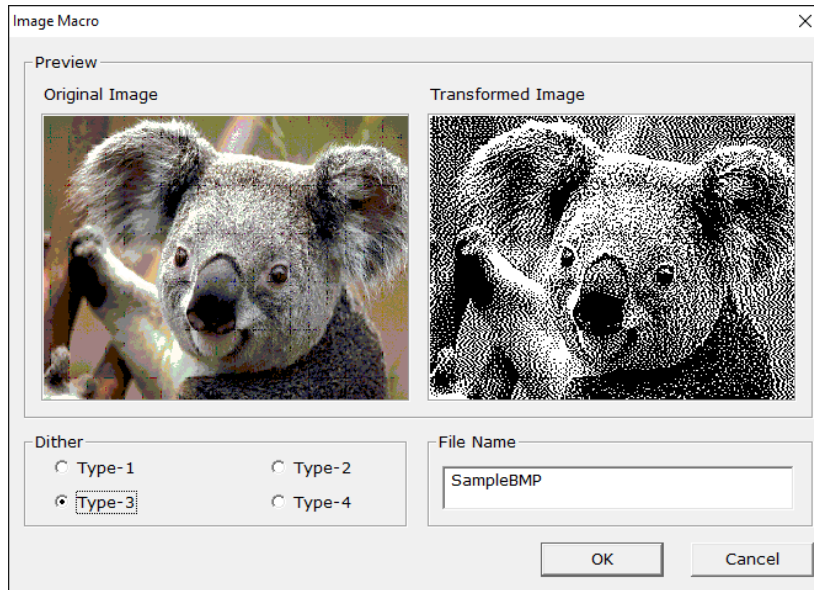 Image Macro
Preview
Original Image
Transformed Image
Dither
Type-1
Type-2
Type-3
Type-4
File Name
SampleBMP
OK
Cancel